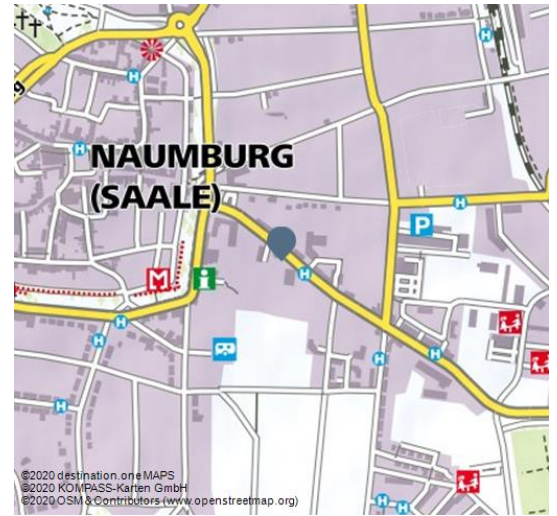 g
H
H
H
NAUMBURG
(SAALE)
H
P
M
i
H
H
H
H
H
H
H
H
©2020 destination.one MAPS
©2020 KOMPASS-Karten GmbH
©2020 OSM & Contributors (www.openstreetmap.org)